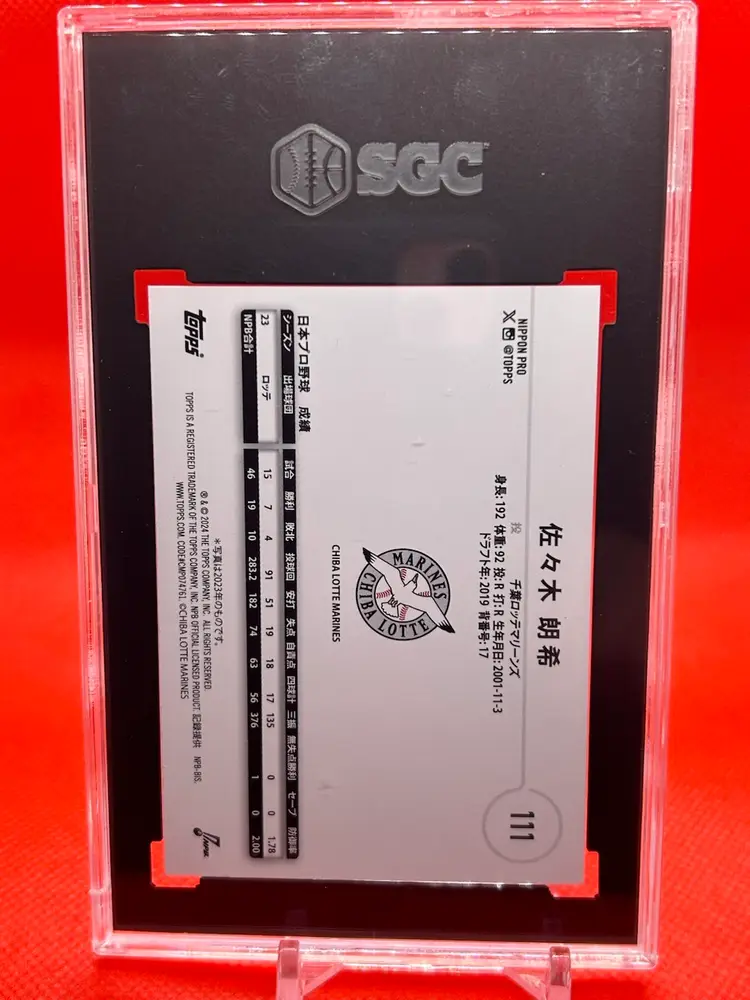 SGC
NIPPON PRO
@TOPPS
111
佐々木 朗希
千葉ロッテマリーンズ
投
身長: 192 体重: 92 投: R 打: R 生年月日: 2001-11-3
ドラフト年: 2019 背番号: 17
MARINES
CHIBA LOTTE
CHIBA LOTTE MARINES
日本プロ野球 成績
シーズン 出場球団 試合 勝利 敗北 投球回 安打 失点 自責点 四球計 三振 無失点勝利 セーブ 防御率
23 ロッテ 15 7 4 91 51 19 18 17 135 0 0 1.78
NPB合計 46 19 10 283.2 182 74 63 56 376 1 0 2.00
topps
*写真は2023年のものです。
® & © 2024 THE TOPPS COMPANY, INC. ALL RIGHTS RESERVED.
TOPPS IS A REGISTERED TRADEMARK OF THE TOPPS COMPANY, INC. NPB OFFICIAL LICENSED PRODUCT. 記録提供 NPB-BIS.
WWW.TOPPS.COM. CODE#CMP074761. ©CHIBA LOTTE MARINES